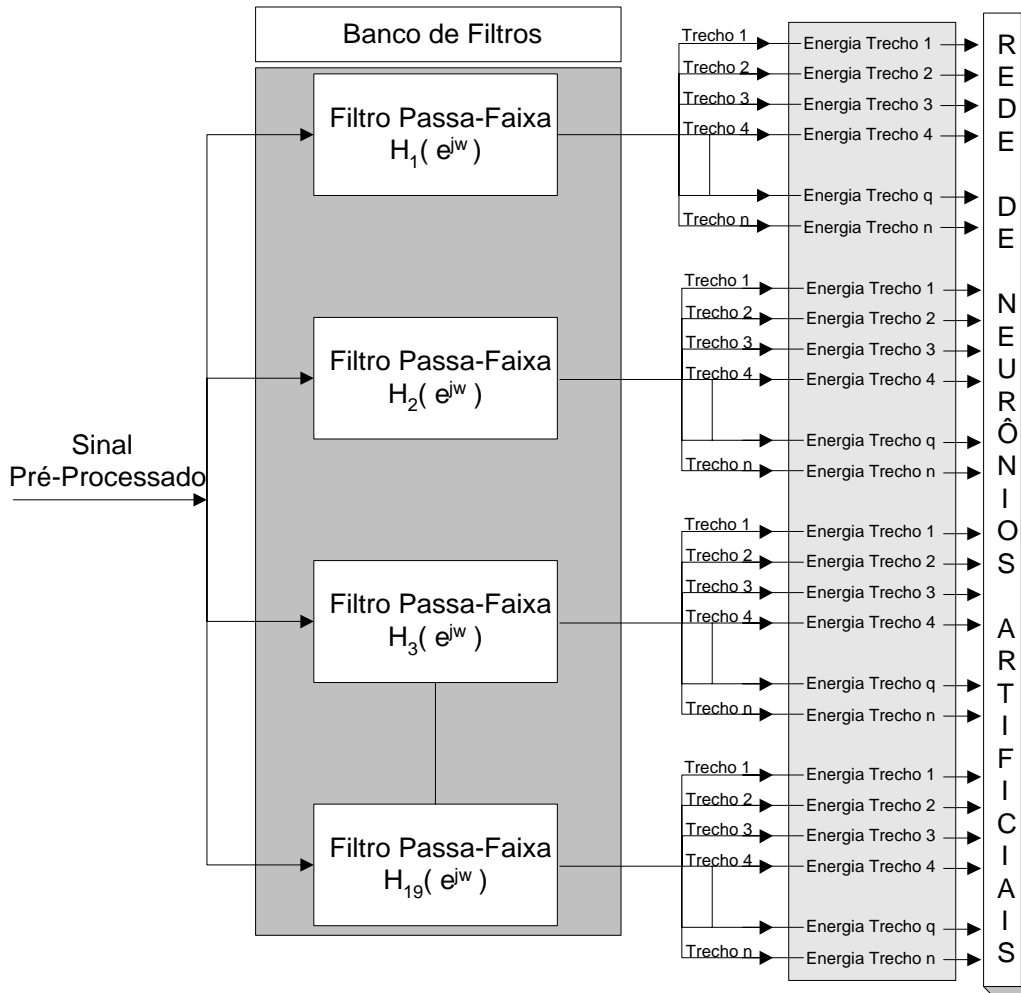 Banco de Filtros
Sinal
Pré-Processado
Filtro Passa-Faixa
H1( e^jw )
Trecho 1
Trecho 2
Trecho 3
Trecho 4
Trecho n
Energia Trecho 1
Energia Trecho 2
Energia Trecho 3
Energia Trecho 4
Energia Trecho q
Energia Trecho n
Filtro Passa-Faixa
H2( e^jw )
Trecho 1
Trecho 2
Trecho 3
Trecho 4
Trecho n
Energia Trecho 1
Energia Trecho 2
Energia Trecho 3
Energia Trecho 4
Energia Trecho q
Energia Trecho n
Filtro Passa-Faixa
H3( e^jw )
Trecho 1
Trecho 2
Trecho 3
Trecho 4
Trecho n
Energia Trecho 1
Energia Trecho 2
Energia Trecho 3
Energia Trecho 4
Energia Trecho q
Energia Trecho n
Filtro Passa-Faixa
H19( e^jw )
Trecho 1
Trecho 2
Trecho 3
Trecho 4
Trecho n
Energia Trecho 1
Energia Trecho 2
Energia Trecho 3
Energia Trecho 4
Energia Trecho q
Energia Trecho n
REDE DE NEURÔNIOS ARTIFICIAIS